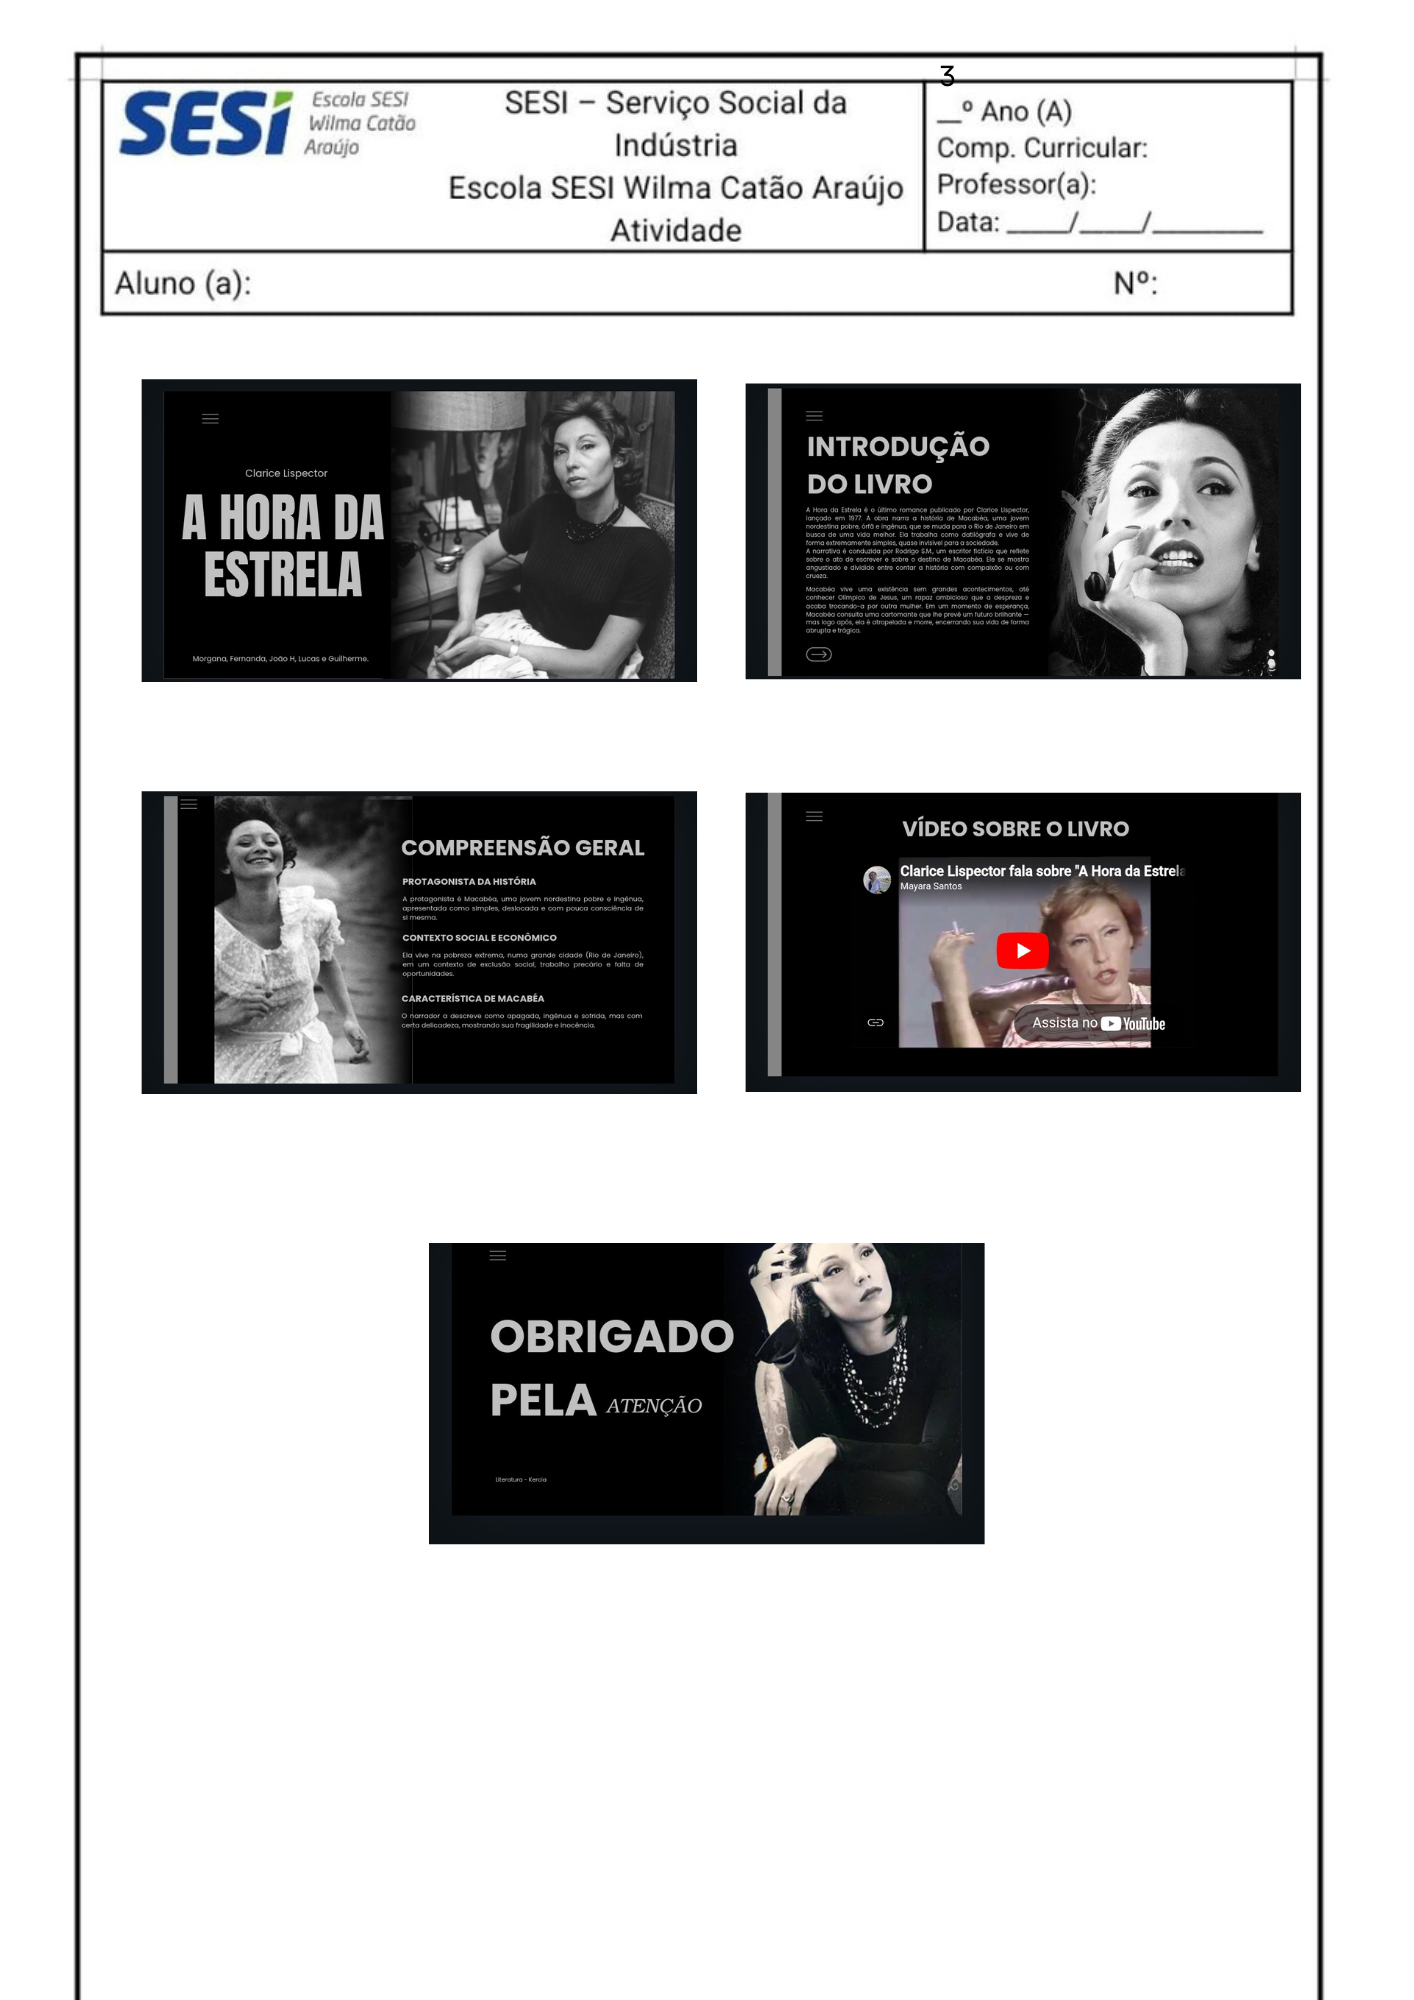 SESI
Escola SESI
Wilma Catão
Araújo
SESI – Serviço Social da
Indústria
Escola SESI Wilma Catão Araújo
Atividade
3
__º Ano (A)
Comp. Curricular:
Professor(a):
Data: _____/_____/_________
Aluno (a):
Nº:
Clarice Lispector
A HORA DA
ESTRELA
Morgana, Fernanda, João H, Lucas e Guilherme.
INTRODUÇÃO
DO LIVRO
A Hora da Estrela é o último romance publicado por Clarice Lispector,
lançado em 1977. A obra narra a história de Macabéa, uma jovem
nordestina pobre, órfã e ingênua, que se muda para o Rio de Janeiro em
busca de uma vida melhor. Ela trabalha como datilógrafa e vive de
forma extremamente simples, quase invisível para a sociedade.
A narrativa é conduzida por Rodrigo S.M., um escritor fictício que reflete
sobre o ato de escrever e sobre o destino de Macabéa. Ele se mostra
angustiado e dividido entre contar a história com compaixão ou com
crueza.
Macabéa vive uma existência sem grandes acontecimentos, até
conhecer Olímpico de Jesus, um rapaz ambicioso que a despreza e
acaba trocando-a por outra mulher. Em um momento de esperança,
Macabéa consulta uma cartomante que lhe prevê um futuro brilhante —
mas logo após, ela é atropelada e morre, encerrando sua vida de forma
abrupta e trágica.
COMPREENSÃO GERAL
PROTAGONISTA DA HISTÓRIA
A protagonista é Macabéa, uma jovem nordestina pobre e ingênua,
apresentada como simples, deslocada e com pouca consciência de
si mesma.
CONTEXTO SOCIAL E ECONÔMICO
Ela vive na pobreza extrema, numa grande cidade (Rio de Janeiro),
em um contexto de exclusão social, trabalho precário e falta de
oportunidades.
CARACTERÍSTICA DE MACABÉA
O narrador a descreve como apagada, ingênua e sofrida, mas com
certa delicadeza, mostrando sua fragilidade e inocência.
VÍDEO SOBRE O LIVRO
Clarice Lispector fala sobre "A Hora da Estrela
Mayara Santos
Assista no YouTube
OBRIGADO
PELA ATENÇÃO
Literatura - Kercia